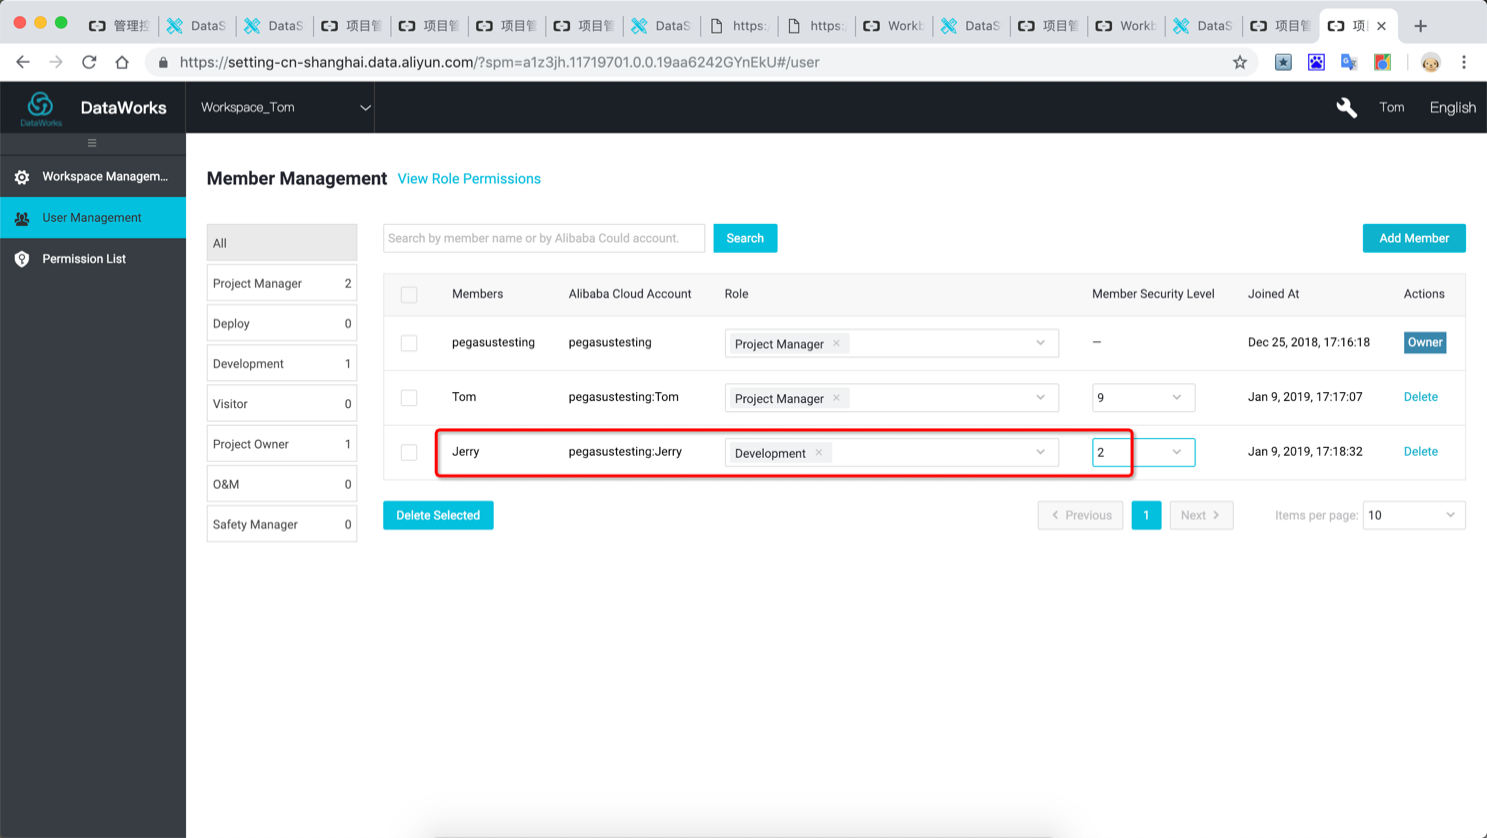 管理控
DataS
DataS
项目管
项目管
项目管
项目管
DataS
https:
https:
Workb
DataS
项目管
Workb
DataS
项目管
项目
https://setting-cn-shanghai.data.aliyun.com/?spm=a1z3jh.11719701.0.0.19aa6242GYnEkU#/user
DataWorks
DataWorks
Workspace_Tom
Tom
English
Workspace Managem...
User Management
Permission List
Member Management
View Role Permissions
All
Project Manager 2
Deploy 0
Development 1
Visitor 0
Project Owner 1
O&M 0
Safety Manager 0
Search by member name or by Alibaba Could account.
Search
Add Member
Members Alibaba Cloud Account Role Member Security Level Joined At Actions
pegasustesting pegasustesting Project Manager × – Dec 25, 2018, 17:16:18 Owner
Tom pegasustesting:Tom Project Manager × 9 Jan 9, 2019, 17:17:07 Delete
Jerry pegasustesting:Jerry Development × 2 Jan 9, 2019, 17:18:32 Delete
Delete Selected
< Previous 1 Next >
Items per page: 10